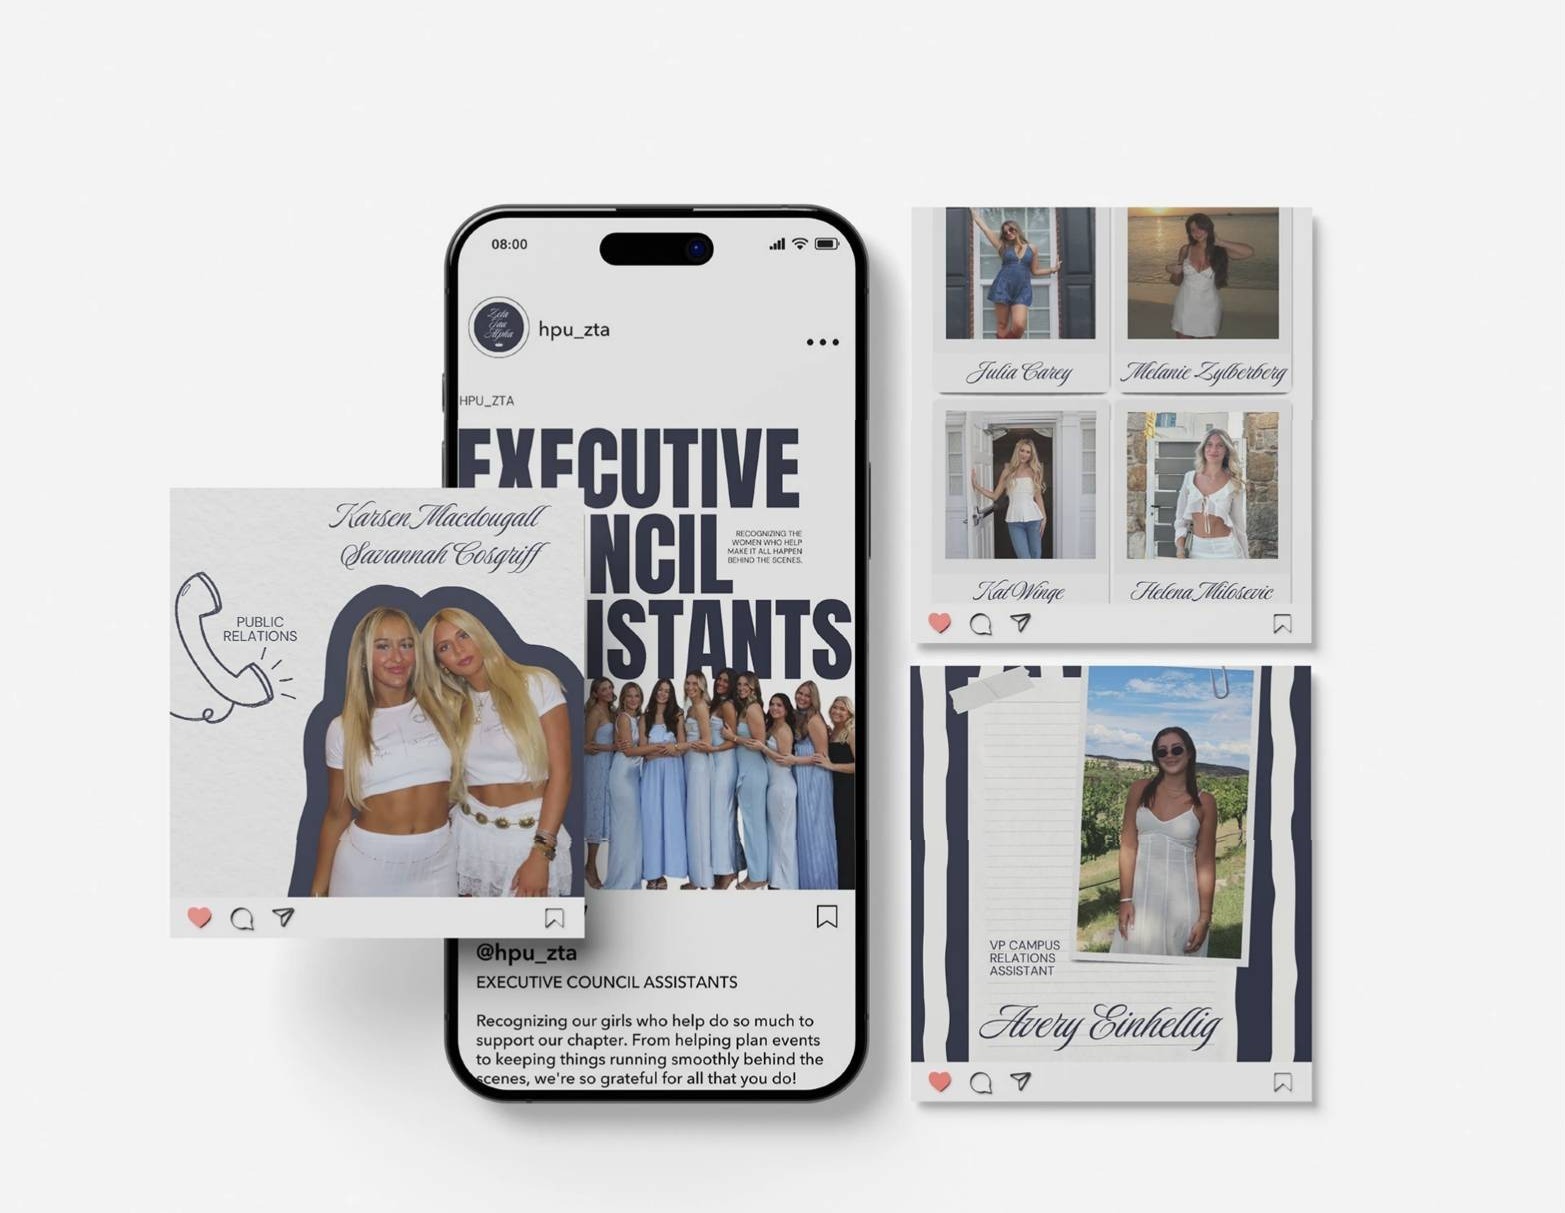 08:00
Zeta
Tau
Alpha
hpu_zta
HPU_ZTA
EXECUTIVE
NCIL
ISTANTS
RECOGNIZING THE
WOMEN WHO HELP
MAKE IT ALL HAPPEN
BEHIND THE SCENES.
@hpu_zta
EXECUTIVE COUNCIL ASSISTANTS
Recognizing our girls who help do so much to
support our chapter. From helping plan events
to keeping things running smoothly behind the
scenes, we're so grateful for all that you do!
Karsen Macdougall
Savannah Cosgriff
PUBLIC
RELATIONS
Julia Carey
Melanie Zylberberg
Kat Winge
Helena Milosevic
VP CAMPUS
RELATIONS
ASSISTANT
Avery Einhellig